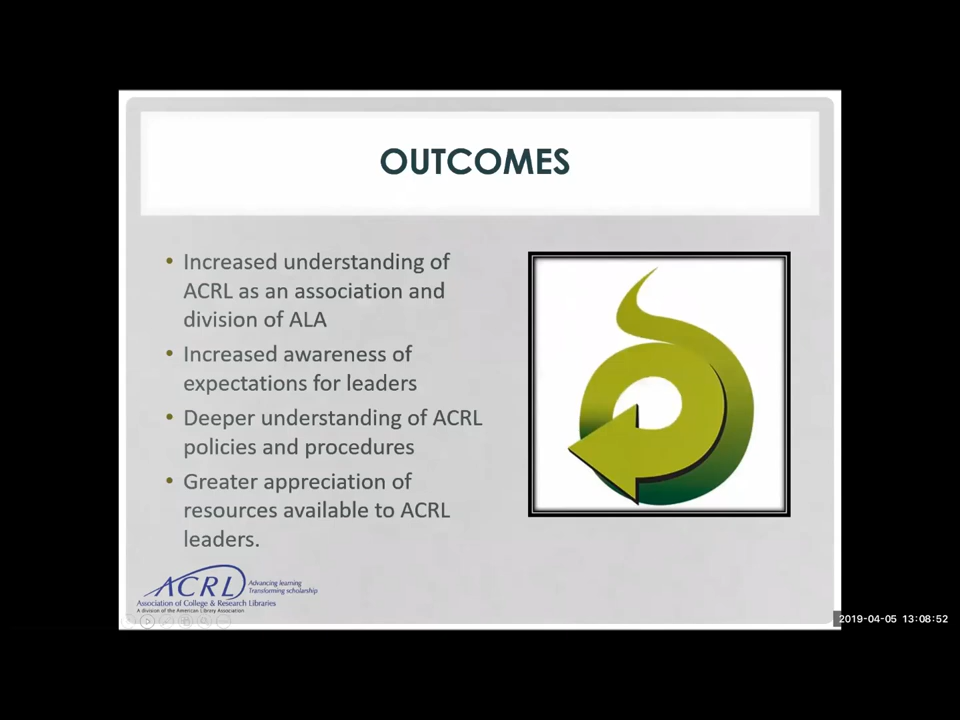 OUTCOMES
• Increased understanding of
ACRL as an association and
division of ALA
• Increased awareness of
expectations for leaders
• Deeper understanding of ACRL
policies and procedures
• Greater appreciation of
resources available to ACRL
leaders.
ACRL
Advancing learning
Transforming scholarship
Association of College & Research Libraries
A division of the American Library Association
2019-04-05 13:08:52